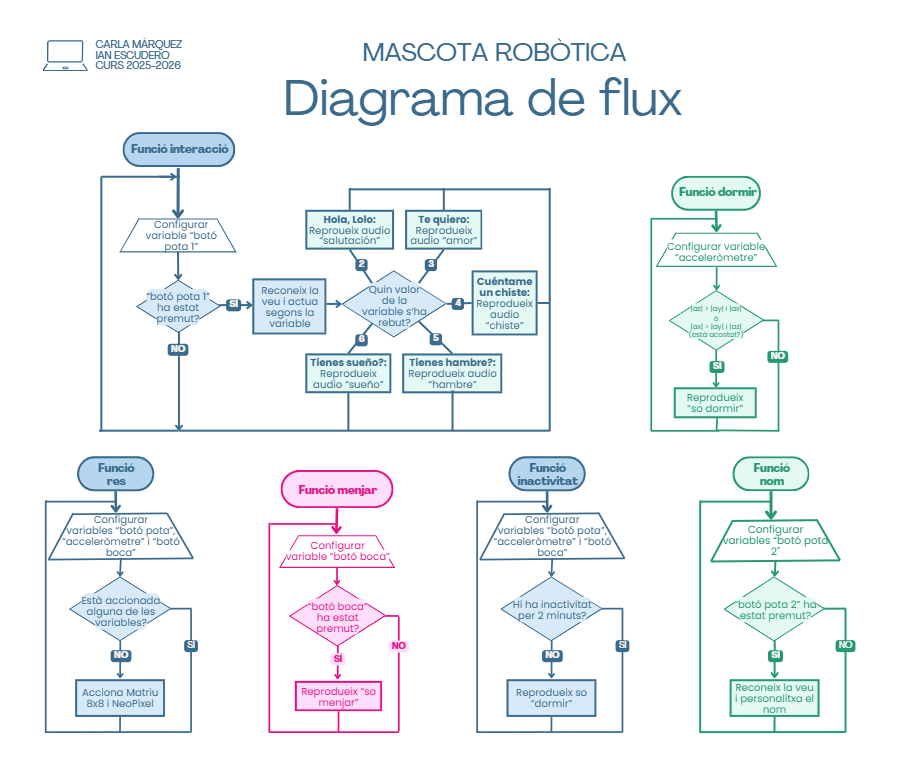 CARLA MÁRQUEZ
IAN ESCUDERO
CURS 2025-2026
MASCOTA ROBÒTICA
Diagrama de flux
Funció interacció
Configurar
variable “botó
pota 1”
“botó pota 1”
ha estat
premut?
SI
NO
Reconeix la
veu i actua
segons la
variable
Quin valor
de la
variable s’ha
rebut?
Hola, Lolo:
Reproueix audio
“salutación”
2
Te quiero:
Reprodueix
audio “amor”
3
Cuéntame
un chiste:
Reprodueix
audio
“chiste”
4
Tienes sueño?:
Reprodueix
audio “sueño”
6
Tienes hambre?:
Reprodueix audio
“hambre”
5
Funció dormir
Configurar variable
“acceleròmetre”
|az| > |ay| i |ax|
ó
|ax| > |ay| i |az|
(està acostat?)
SI
NO
Reprodueix
“so dormir”
Funció
res
Configurar
variables “botó pota”,
“acceleròmetre” i “botó
boca”
Està accionada
alguna de les
variables?
SI
NO
Acciona Matriu
8x8 i NeoPixel
Funció menjar
Configurar
variable “botó boca”
“botó boca”
ha estat
premut?
NO
SÍ
Reprodueix “so
menjar”
Funció
inactivitat
Configurar
variables “botó pota”,
“acceleròmetre” i “botó
boca”
Hi ha inactivitat
per 2 minuts?
SI
NO
Reprodueix so
“dormir”
Funció
nom
Configurar
variables “botó pota
2”
“botó pota 2” ha
estat premut?
NO
SI
Reconeix la veu
i personalitxa el
nom